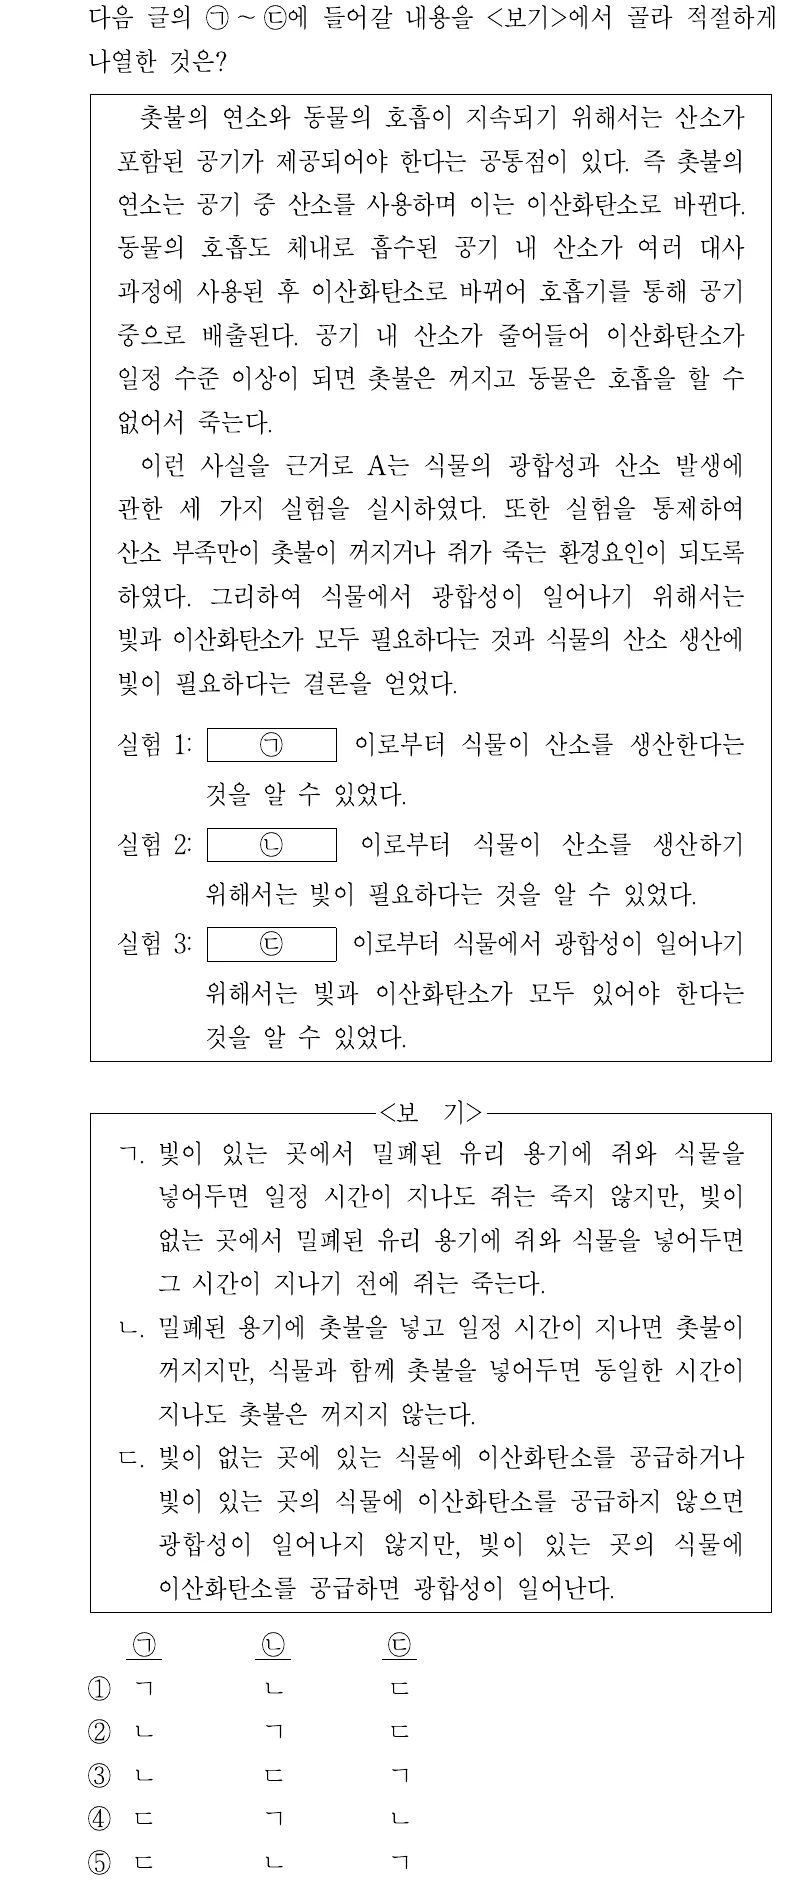 다음 글의 ㉠~㉢에 들어갈 내용을 <보기>에서 골라 적절하게
나열한 것은?
촛불의 연소와 동물의 호흡이 지속되기 위해서는 산소가
포함된 공기가 제공되어야 한다는 공통점이 있다. 즉 촛불의
연소는 공기 중 산소를 사용하며 이는 이산화탄소로 바뀐다.
동물의 호흡도 체내로 흡수된 공기 내 산소가 여러 대사
과정에 사용된 후 이산화탄소로 바뀌어 호흡기를 통해 공기
중으로 배출된다. 공기 내 산소가 줄어들어 이산화탄소가
일정 수준 이상이 되면 촛불은 꺼지고 동물은 호흡을 할 수
없어서 죽는다.
이런 사실을 근거로 A는 식물의 광합성과 산소 발생에
관한 세 가지 실험을 실시하였다. 또한 실험을 통제하여
산소 부족만이 촛불이 꺼지거나 쥐가 죽는 환경요인이 되도록
하였다. 그리하여 식물에서 광합성이 일어나기 위해서는
빛과 이산화탄소가 모두 필요하다는 것과 식물의 산소 생산에
빛이 필요하다는 결론을 얻었다.
실험 1: ㉠ 이로부터 식물이 산소를 생산한다는
것을 알 수 있었다.
실험 2: ㉡ 이로부터 식물이 산소를 생산하기
위해서는 빛이 필요하다는 것을 알 수 있었다.
실험 3: ㉢ 이로부터 식물에서 광합성이 일어나기
위해서는 빛과 이산화탄소가 모두 있어야 한다는
것을 알 수 있었다.
<보 기>
ㄱ. 빛이 있는 곳에서 밀폐된 유리 용기에 쥐와 식물을
넣어두면 일정 시간이 지나도 쥐는 죽지 않지만, 빛이
없는 곳에서 밀폐된 유리 용기에 쥐와 식물을 넣어두면
그 시간이 지나기 전에 쥐는 죽는다.
ㄴ. 밀폐된 용기에 촛불을 넣고 일정 시간이 지나면 촛불이
꺼지지만, 식물과 함께 촛불을 넣어두면 동일한 시간이
지나도 촛불은 꺼지지 않는다.
ㄷ. 빛이 없는 곳에 있는 식물에 이산화탄소를 공급하거나
빛이 있는 곳의 식물에 이산화탄소를 공급하지 않으면
광합성이 일어나지 않지만, 빛이 있는 곳의 식물에
이산화탄소를 공급하면 광합성이 일어난다.
㉠ ㉡ ㉢
① ㄱ ㄴ ㄷ
② ㄴ ㄱ ㄷ
③ ㄴ ㄷ ㄱ
④ ㄷ ㄱ ㄴ
⑤ ㄷ ㄴ ㄱ